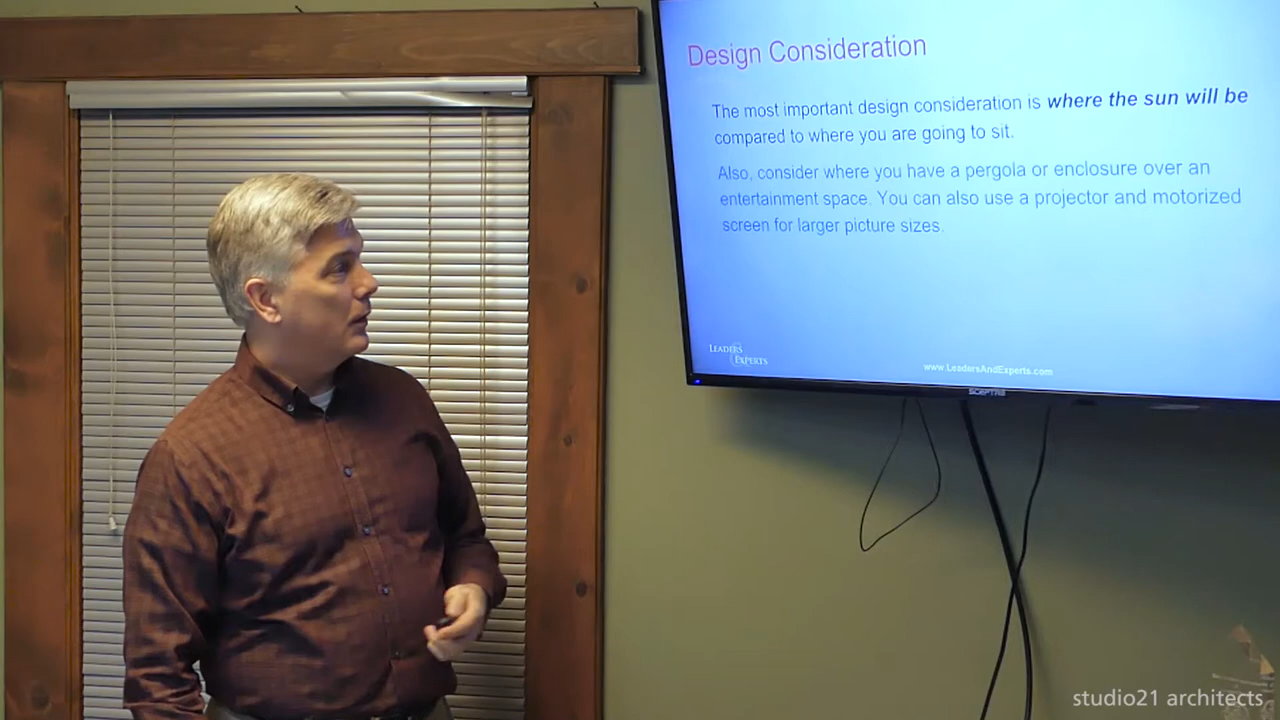 Design Consideration
The most important design consideration is where the sun will be
compared to where you are going to sit.
Also, consider where you have a pergola or enclosure over an
entertainment space. You can also use a projector and motorized
screen for larger picture sizes.
LEADERS
EXPERTS
www.LeadersAndExperts.com
SCEPTRE
studio21 architects